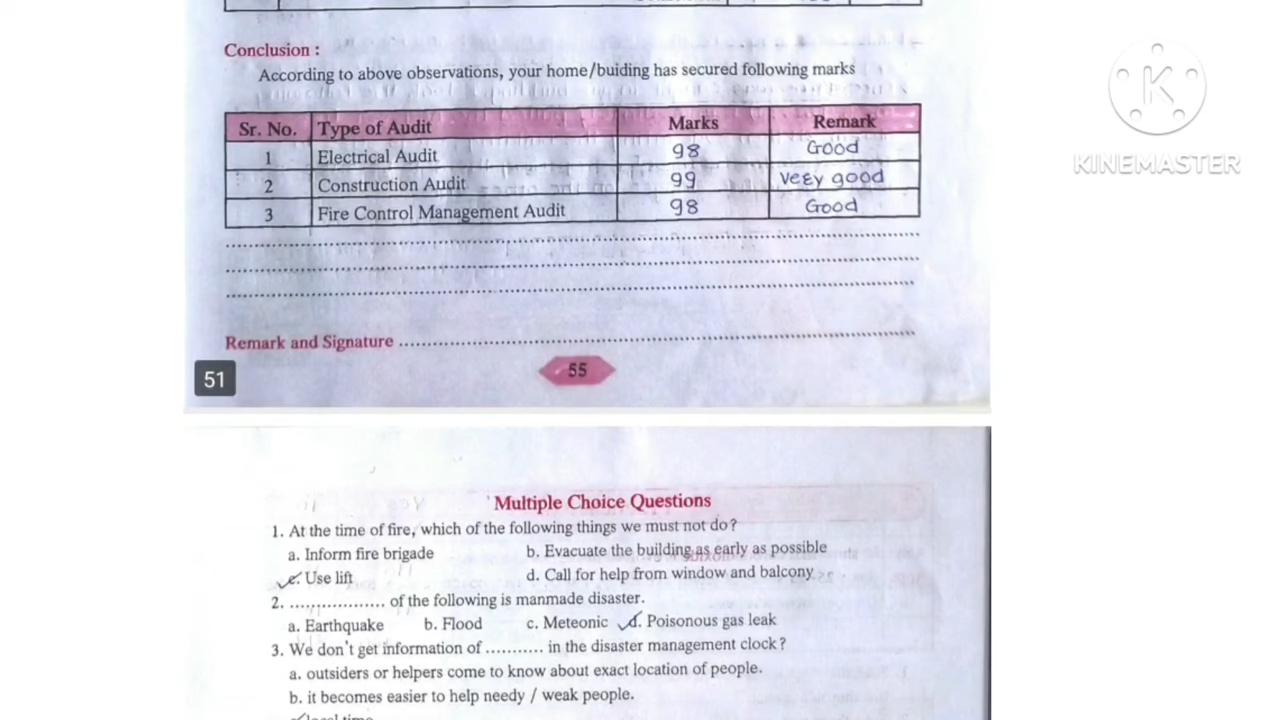 Conclusion :
According to above observations, your home/buiding has secured following marks
Sr. No. Type of Audit Marks Remark
1 Electrical Audit 98 Good
2 Construction Audit 99 Very good
3 Fire Control Management Audit 98 Good
Remark and Signature
51
55
KINEMASTER
Multiple Choice Questions
1. At the time of fire, which of the following things we must not do?
a. Inform fire brigade b. Evacuate the building as early as possible
c. Use lift d. Call for help from window and balcony
2. .................. of the following is manmade disaster.
a. Earthquake b. Flood c. Meteonic d. Poisonous gas leak
3. We don't get information of .......... in the disaster management clock?
a. outsiders or helpers come to know about exact location of people.
b. it becomes easier to help needy / weak people.
local time